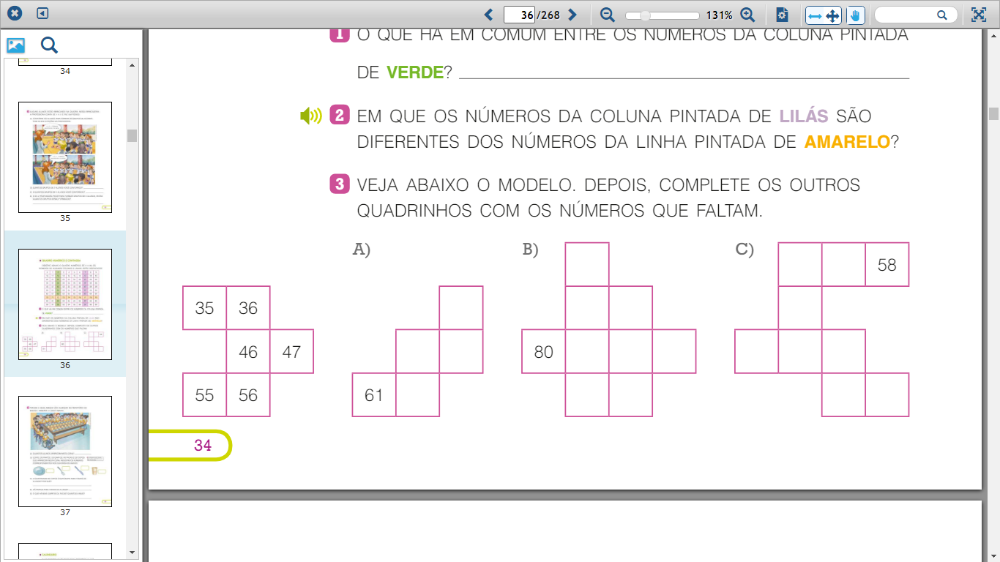 36 /268
131%
34
35
36
37
1 O QUE HÁ EM COMUM ENTRE OS NÚMEROS DA COLUNA PINTADA
DE VERDE?
2 EM QUE OS NÚMEROS DA COLUNA PINTADA DE LILÁS SÃO
DIFERENTES DOS NÚMEROS DA LINHA PINTADA DE AMARELO?
3 VEJA ABAIXO O MODELO. DEPOIS, COMPLETE OS OUTROS
QUADRINHOS COM OS NÚMEROS QUE FALTAM.
35 36
46 47
55 56
A)
61
B)
80
C)
58
34